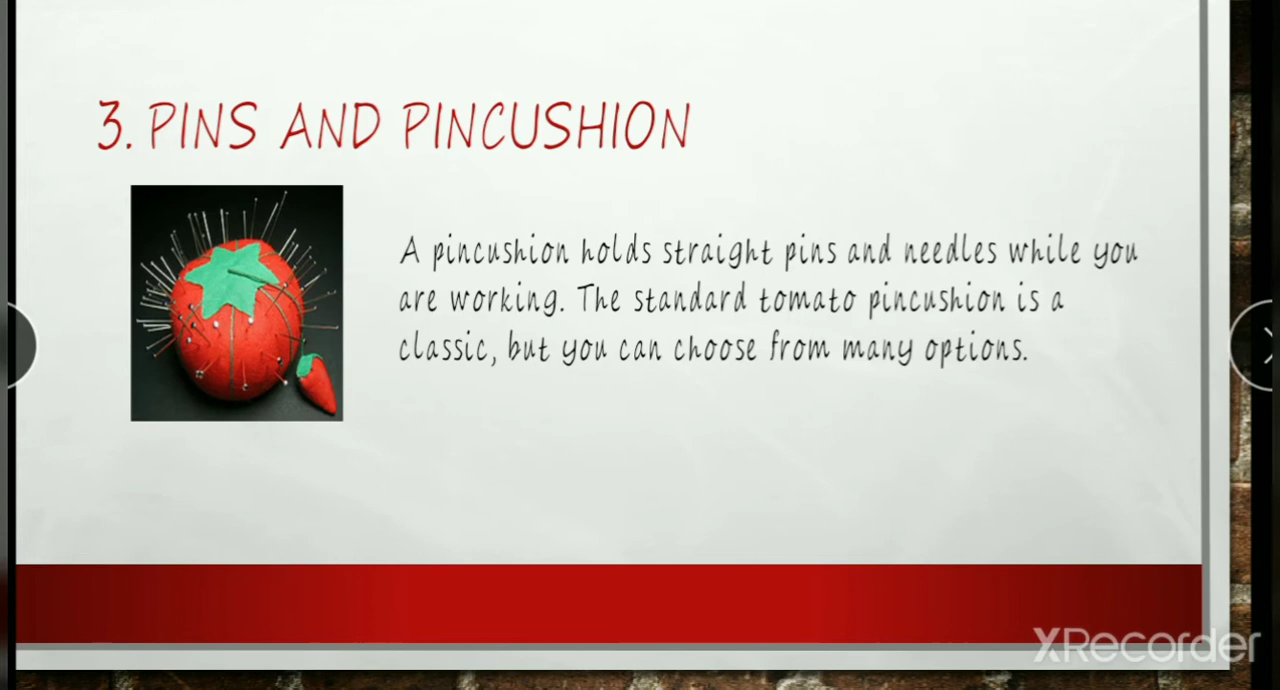 3. PINS AND PINCUSHION
A pincushion holds straight pins and needles while you
are working. The standard tomato pincushion is a
classic, but you can choose from many options.
XRecorder